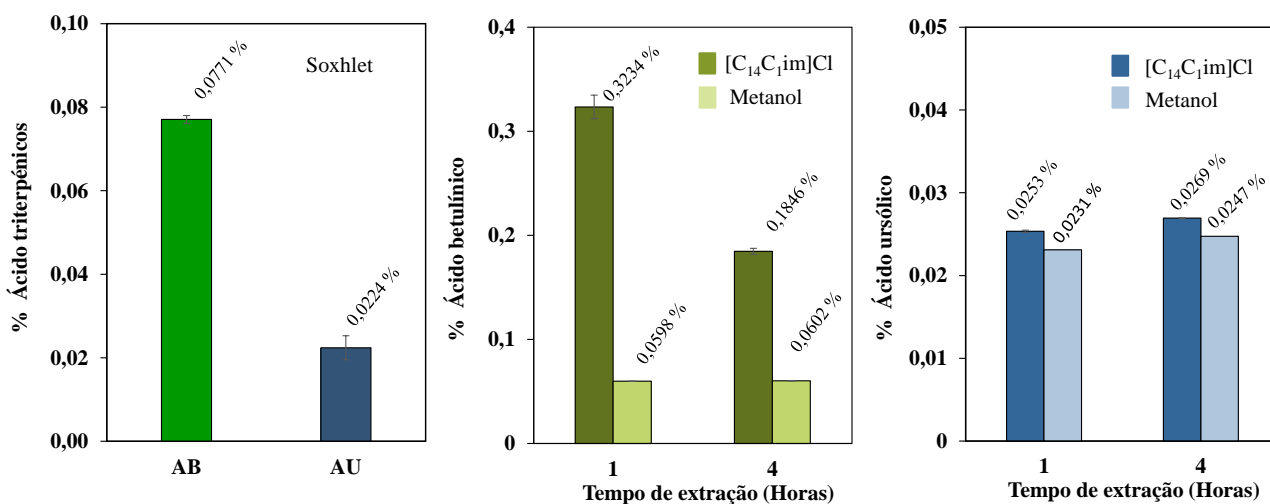 % Ácido triterpénicos
0,10
0,08
0,06
0,04
0,02
0,00
Soxhlet
0,0771 %
0,0224 %
AB
AU
% Ácido betulínico
0,4
0,3
0,2
0,1
0
[C14C1im]Cl
Metanol
0,3234 %
0,0598 %
0,1846 %
0,0602 %
1
4
Tempo de extração (Horas)
% Ácido ursólico
0,05
0,04
0,03
0,02
0,01
0
[C14C1im]Cl
Metanol
0,0253 %
0,0231 %
0,0269 %
0,0247 %
1
4
Tempo de extração (Horas)